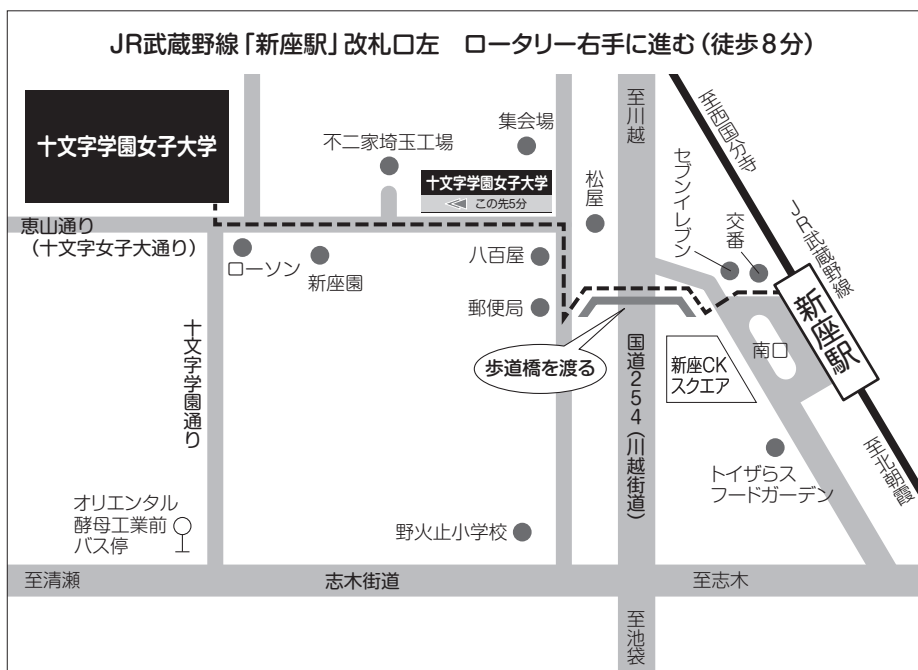 JR武蔵野線「新座駅」改札口左　ロータリー右手に進む（徒歩8分）
十文字学園女子大学
不二家埼玉工場
集会場
至川越
至西国分寺
十文字学園女子大学
この先5分
松屋
セブンイレブン
交番
JR武蔵野線
恵山通り
（十文字女子大通り）
ローソン
新座園
八百屋
郵便局
新座駅
南口
歩道橋を渡る
新座CK
スクエア
十文字学園通り
国道254（川越街道）
トイザらス
フードガーデン
至北朝霞
オリエンタル
酵母工業前
バス停
野火止小学校
至清瀬
志木街道
至志木
至池袋